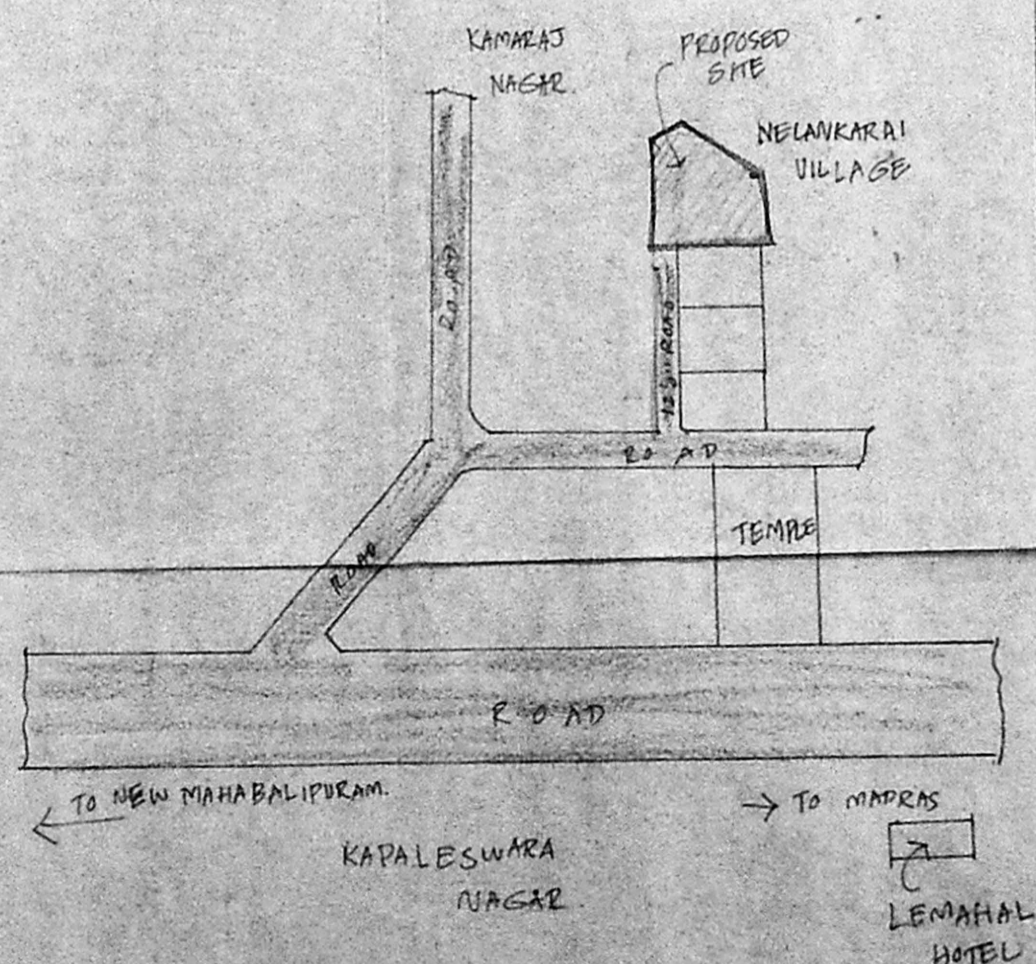 KAMARAJ
NAGAR.
PROPOSED
SITE
NELANKARAI
VILLAGE
ROAD
ROAD
ROAD
TEMPLE
ROAD
ROAD
TO NEW MAHABALIPURAM.
TO MADRAS
KAPALESWARA
NAGAR
LEMAHAL
HOTEL